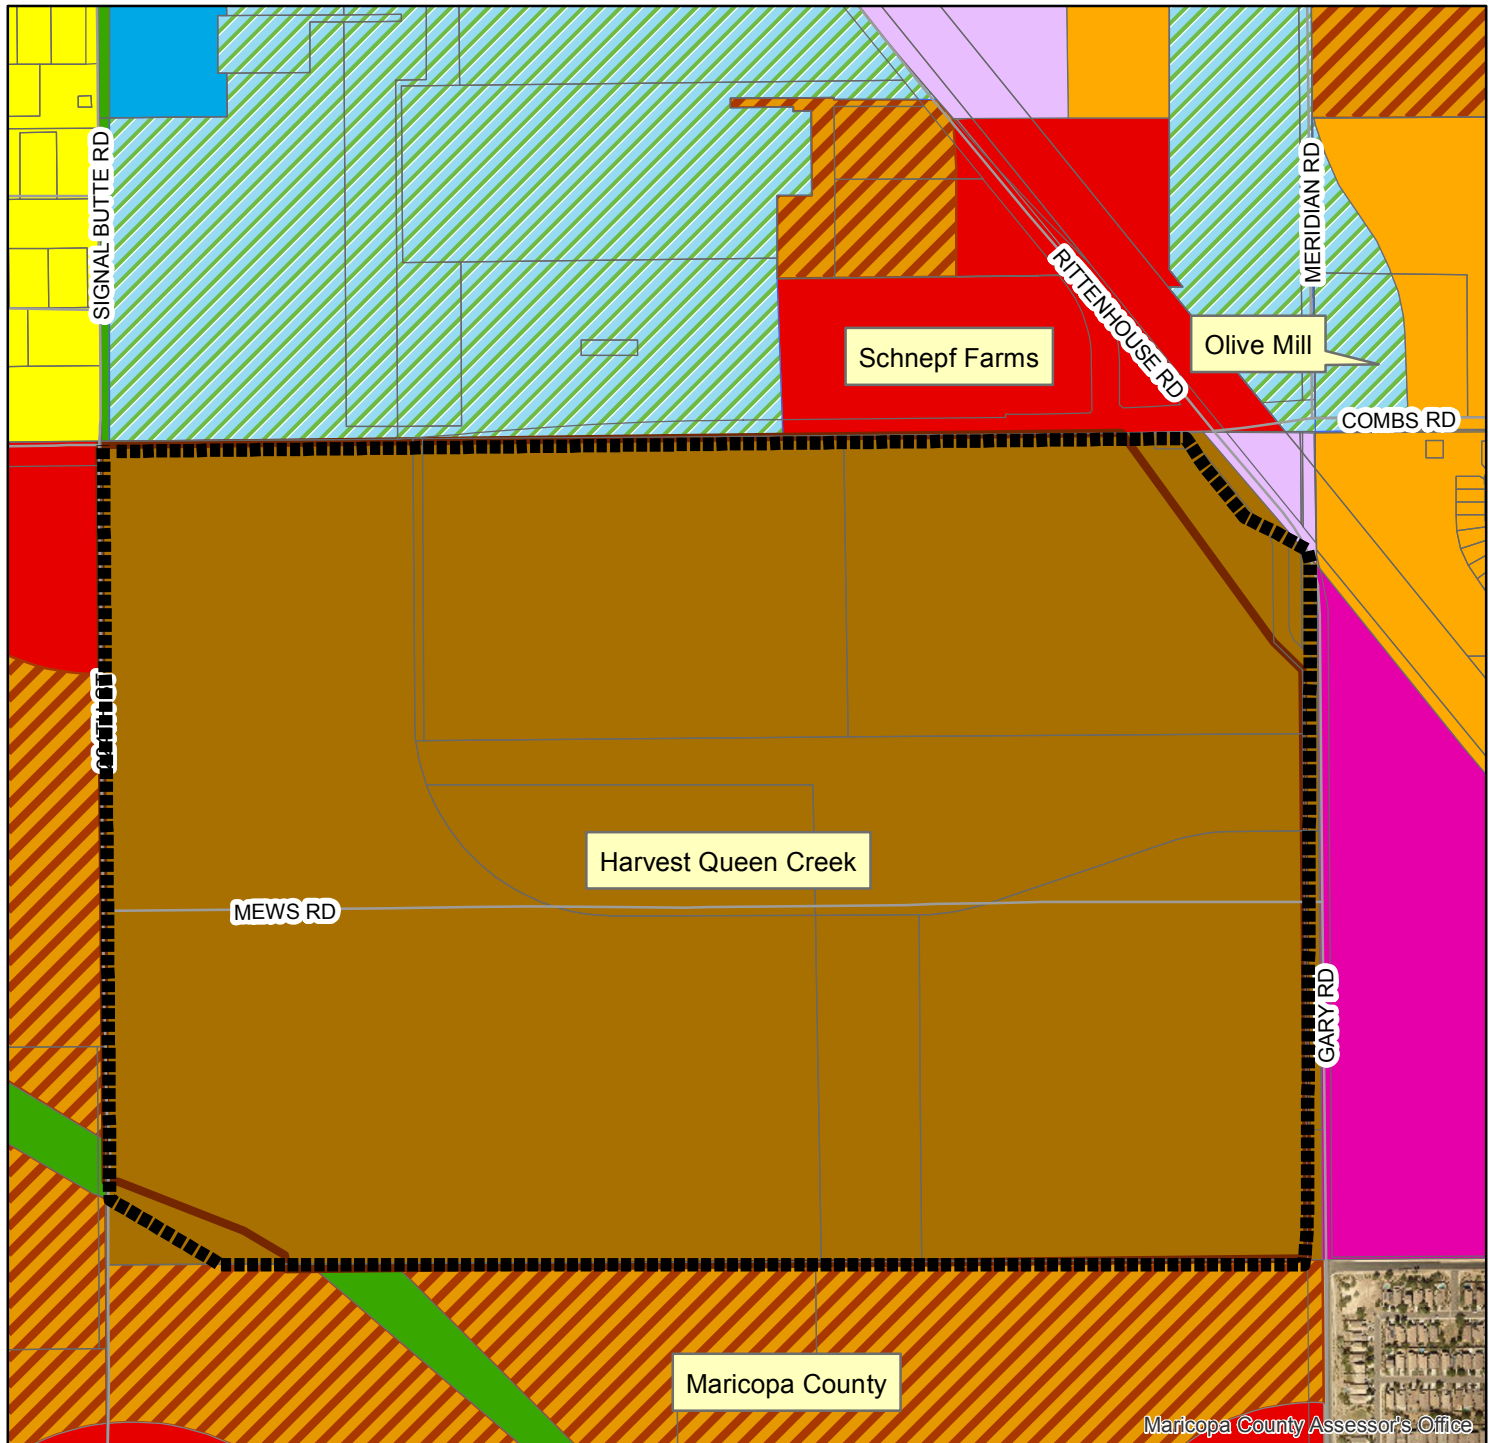 SIGNAL BUTTE RD
MERIDIAN RD
RITTENHOUSE RD
Schnepf Farms
Olive Mill
COMBS RD
Harvest Queen Creek
MEWS RD
GARY RD
Maricopa County
Maricopa County Assessor's Office